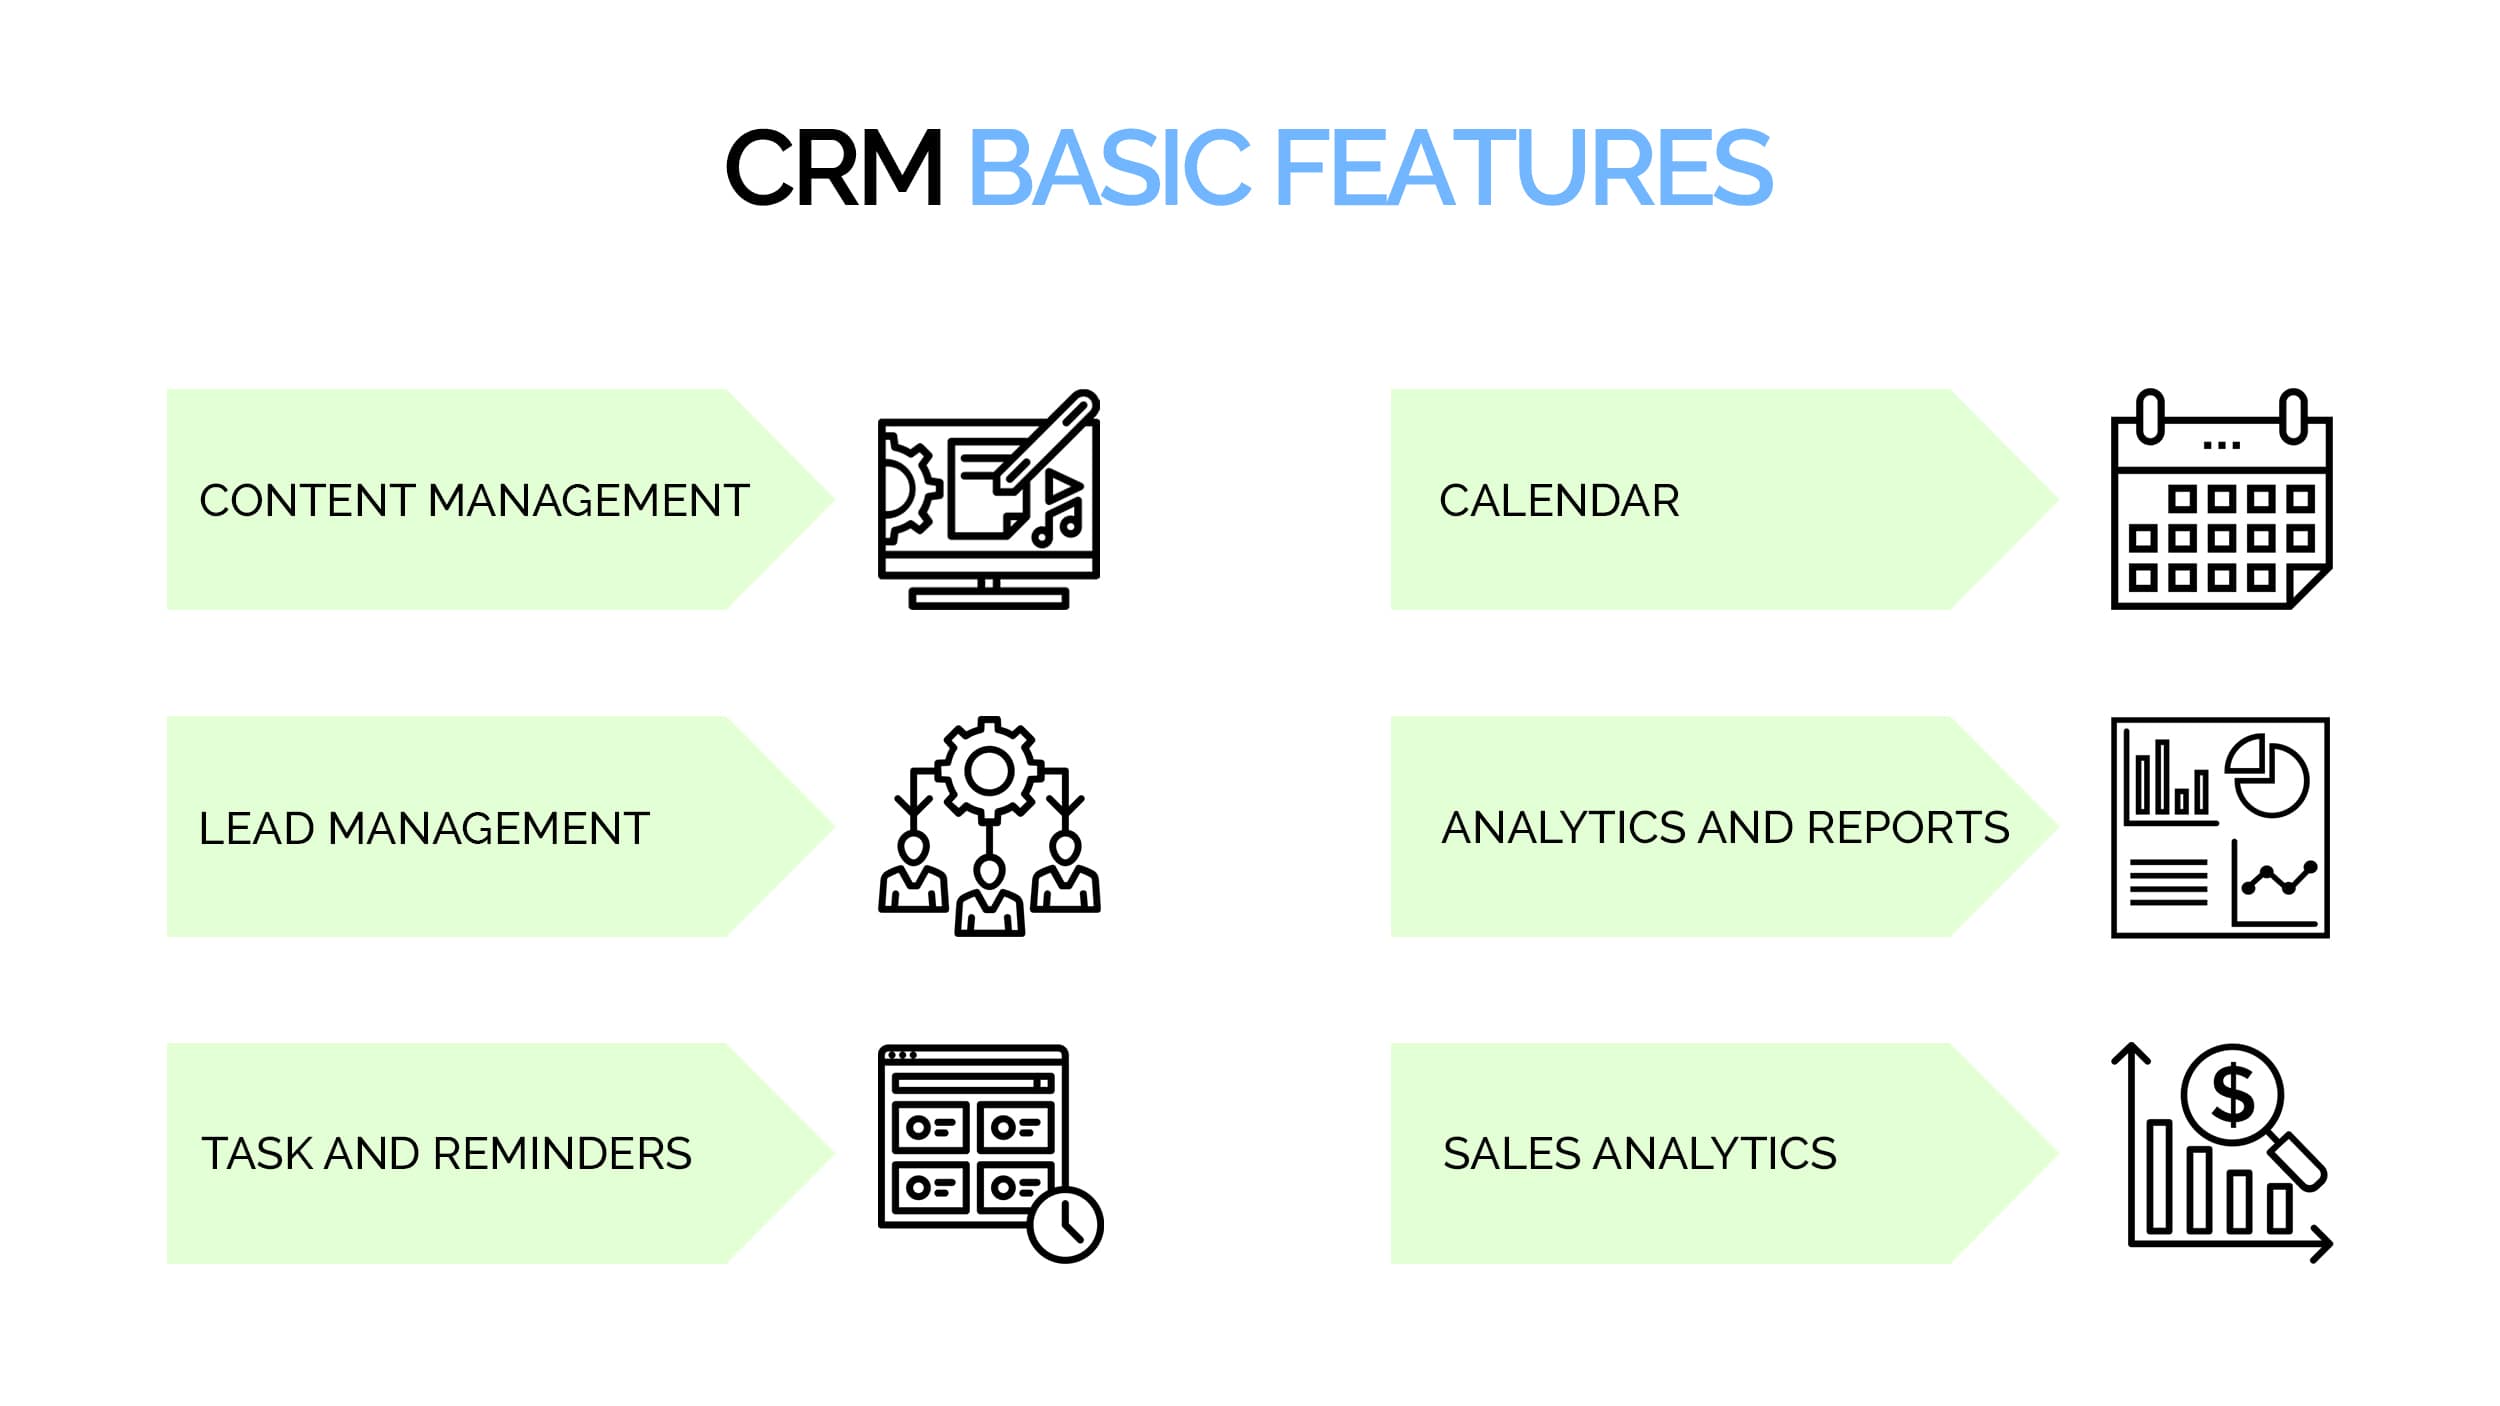 CRM BASIC FEATURES
CONTENT MANAGEMENT
CALENDAR
LEAD MANAGEMENT
ANALYTICS AND REPORTS
TASK AND REMINDERS
SALES ANALYTICS
$